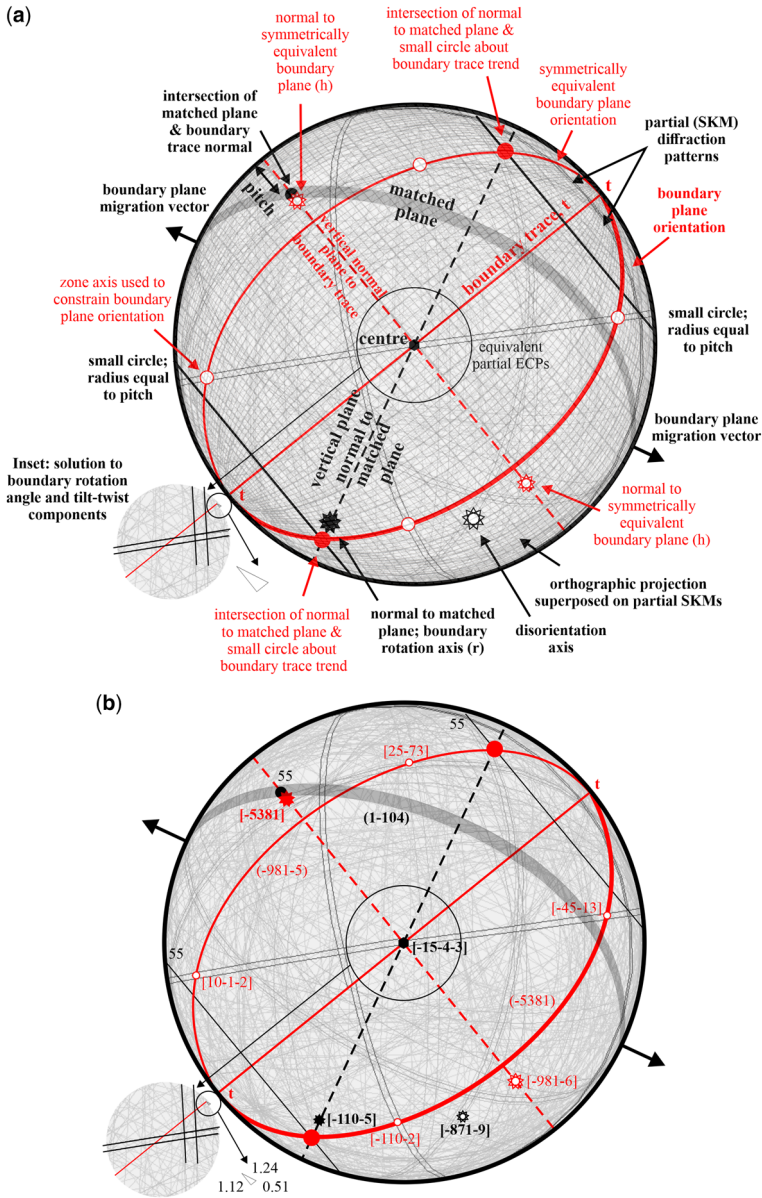 (a)
normal to
symmetrically
equivalent
boundary
plane (h)
intersection of normal
to matched plane &
small circle about
boundary trace trend
symmetrically
equivalent
boundary plane
orientation
intersection of
matched plane
& boundary
trace normal
partial (SKM)
diffraction
patterns
boundary plane
migration vector
pitch
matched
plane
t
boundary
plane
orientation
vertical normal
plane to
boundary trace
boundary trace, t
zone axis used to
constrain boundary
plane orientation
small circle;
radius equal
to pitch
centre
equivalent
partial ECPs
small circle;
radius equal
to pitch
vertical plane
normal to
matched
plane
boundary plane
migration vector
Inset: solution to
boundary rotation
angle and tilt-twist
components
t
normal to
symmetrically
equivalent
boundary plane (h)
orthographic projection
superposed on partial SKMs
intersection of normal
to matched plane &
small circle about
boundary trace trend
normal to matched
plane; boundary
rotation axis (r)
disorientation
axis
(b)
55
[25-73]
55
t
[-5381]
(1-104)
(-981-5)
[-45-13]
[-15-4-3]
55
[10-1-2]
(-5381)
t
[-981-6]
[-110-5]
[-871-9]
[-110-2]
1.24
1.12
0.51